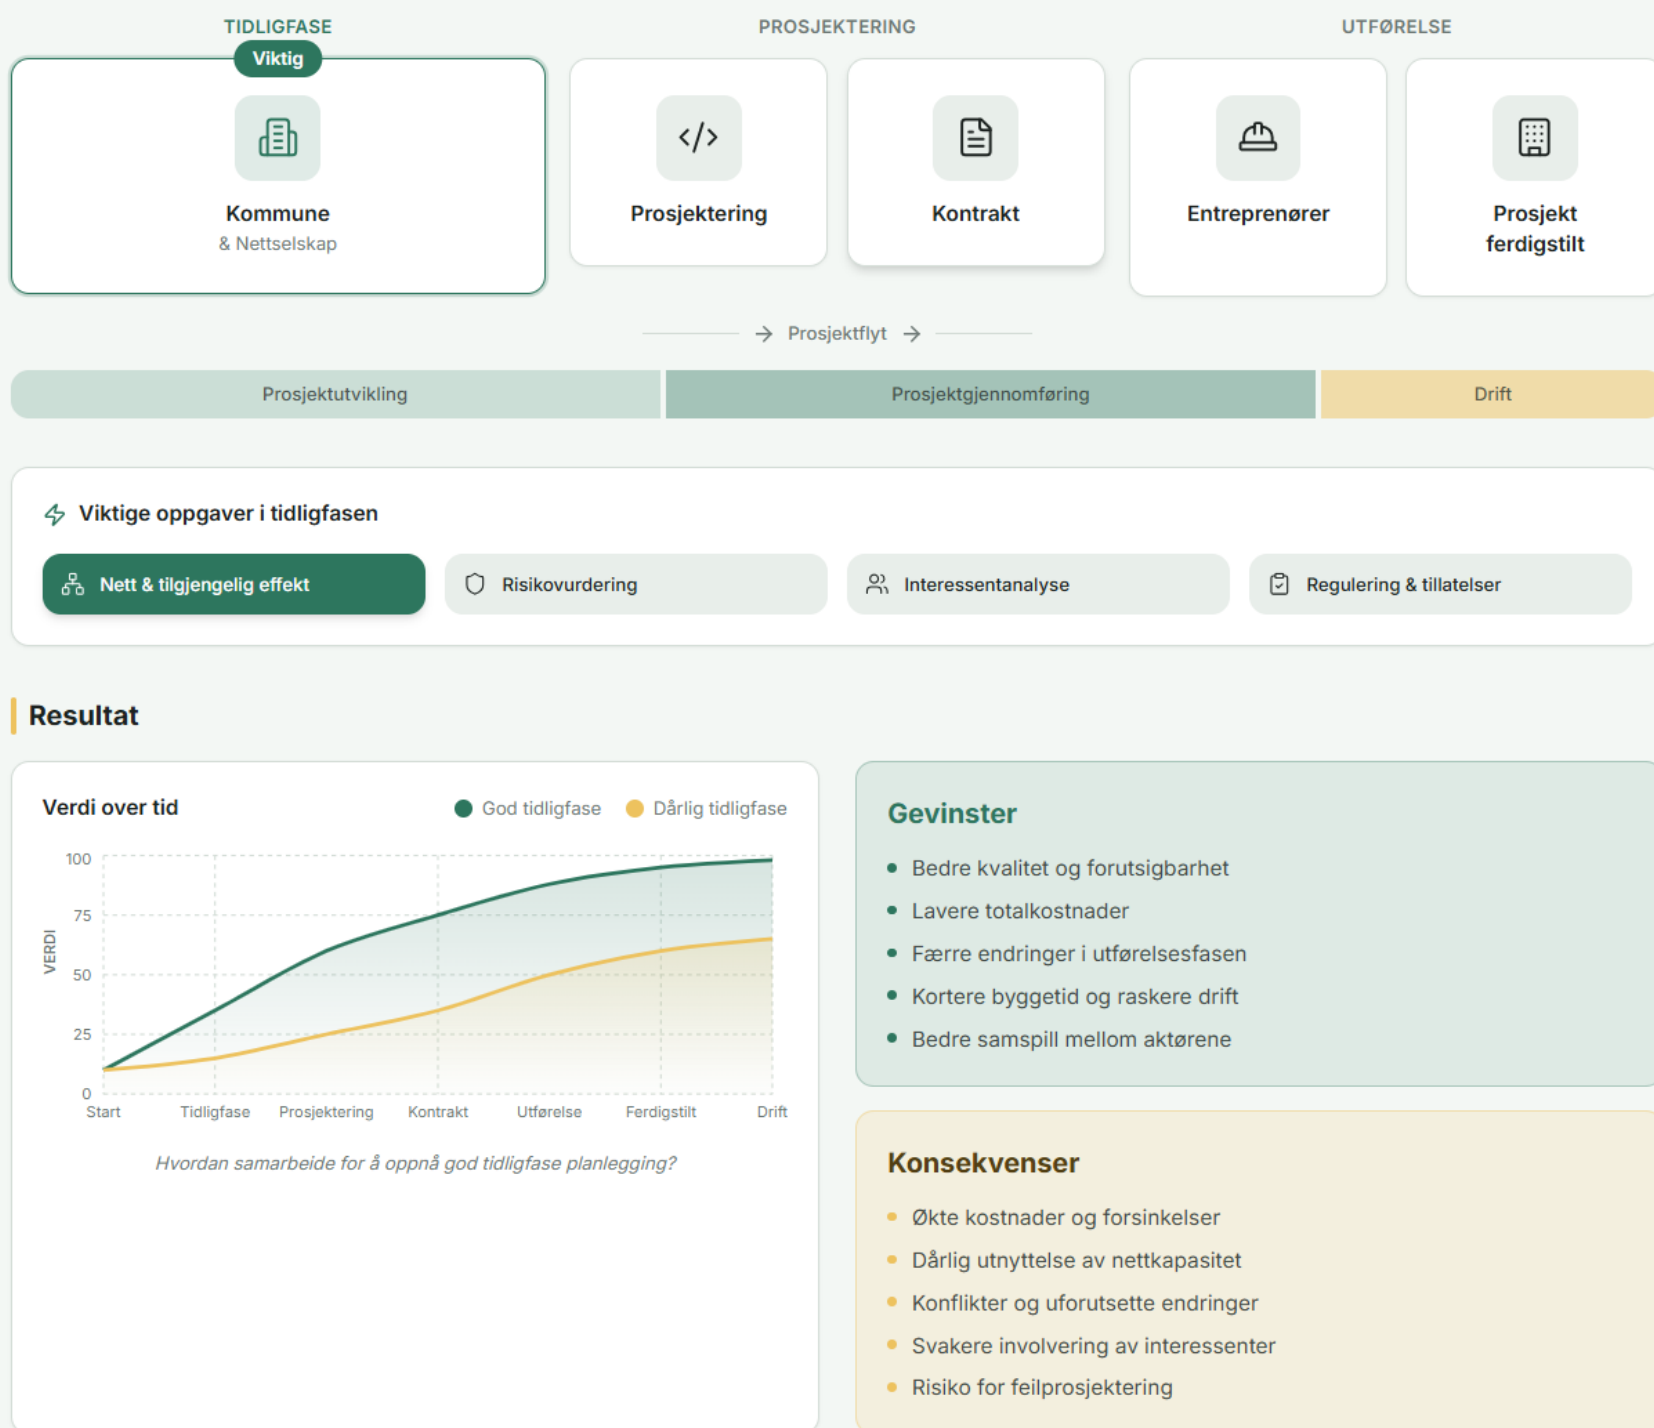 TIDLIGFASE
PROSJEKTERING
UTFØRELSE
Viktig
Kommune
& Nettselskap
Prosjektering
Kontrakt
Entreprenører
Prosjekt
ferdigstilt
Prosjektflyt
Prosjektutvikling
Prosjektgjennomføring
Drift
Viktige oppgaver i tidligfasen
Nett & tilgjengelig effekt
Risikovurdering
Interessentanalyse
Regulering & tillatelser
Resultat
Verdi over tid
God tidligfase
Dårlig tidligfase
100
75
50
25
0
VERDI
Start
Tidligfase
Prosjektering
Kontrakt
Utførelse
Ferdigstilt
Drift
Hvordan samarbeide for å oppnå god tidligfase planlegging?
Gevinster
Bedre kvalitet og forutsigbarhet
Lavere totalkostnader
Færre endringer i utførelsesfasen
Kortere byggetid og raskere drift
Bedre samspill mellom aktørene
Konsekvenser
Økte kostnader og forsinkelser
Dårlig utnyttelse av nettkapasitet
Konflikter og uforutsette endringer
Svakere involvering av interessenter
Risiko for feilprosjektering